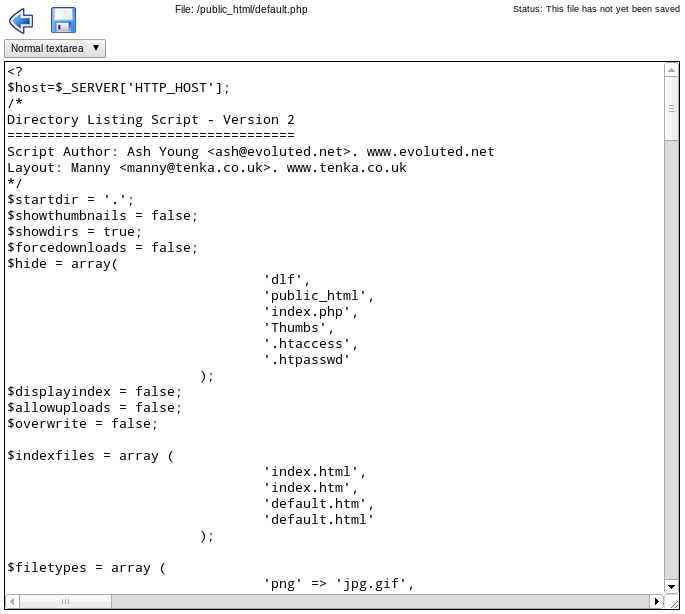 File: /public_html/default.php
Status: This file has not yet been saved
Normal textarea
<?
$host=$_SERVER['HTTP_HOST'];
/*
Directory Listing Script - Version 2
====================================
Script Author: Ash Young <ash@evoluted.net>. www.evoluted.net
Layout: Manny <manny@tenka.co.uk>. www.tenka.co.uk
*/
$startdir = '.';
$showthumbnails = false;
$showdirs = true;
$forcedownloads = false;
$hide = array(
'dlf',
'public_html',
'index.php',
'Thumbs',
'.htaccess',
'.htpasswd'
);
$displayindex = false;
$allowuploads = false;
$overwrite = false;
$indexfiles = array (
'index.html',
'index.htm',
'default.htm',
'default.html'
);
$filetypes = array (
'png' => 'jpg.gif',